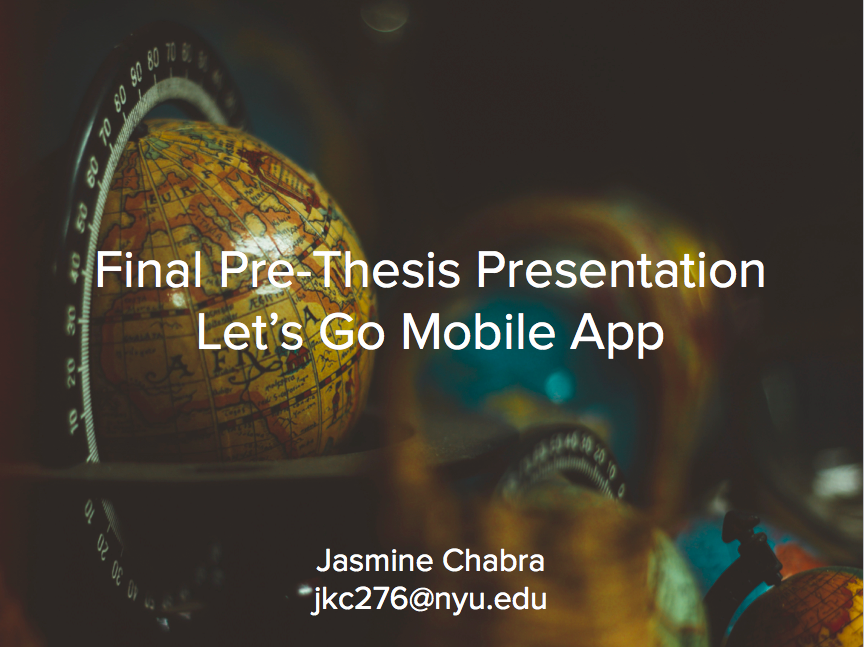 Final Pre-Thesis Presentation
Let’s Go Mobile App
Jasmine Chabra
jkc276@nyu.edu